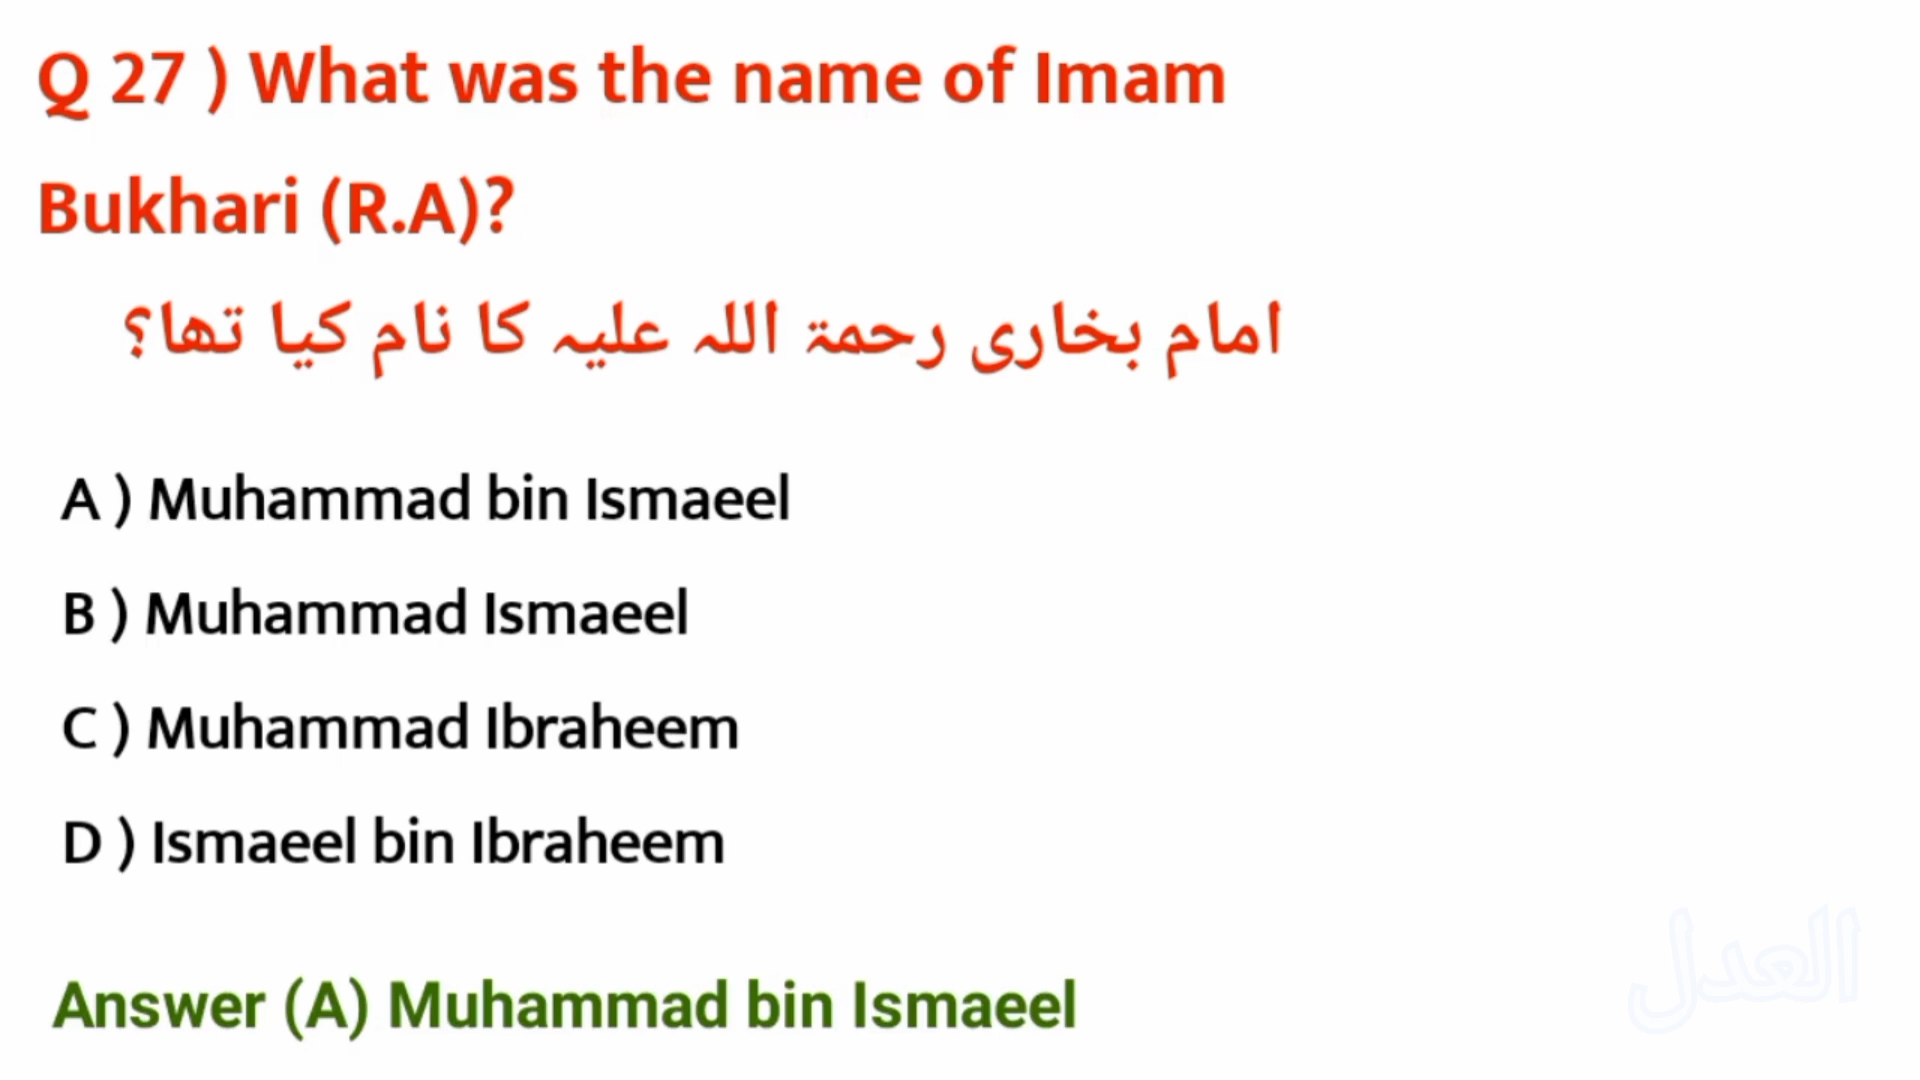 Q 27 ) What was the name of Imam
Bukhari (R.A)?
امام بخاری رحمۃ اللہ علیہ کا نام کیا تھا؟
A ) Muhammad bin Ismaeel
B ) Muhammad Ismaeel
C ) Muhammad Ibraheem
D ) Ismaeel bin Ibraheem
Answer (A) Muhammad bin Ismaeel
العدل